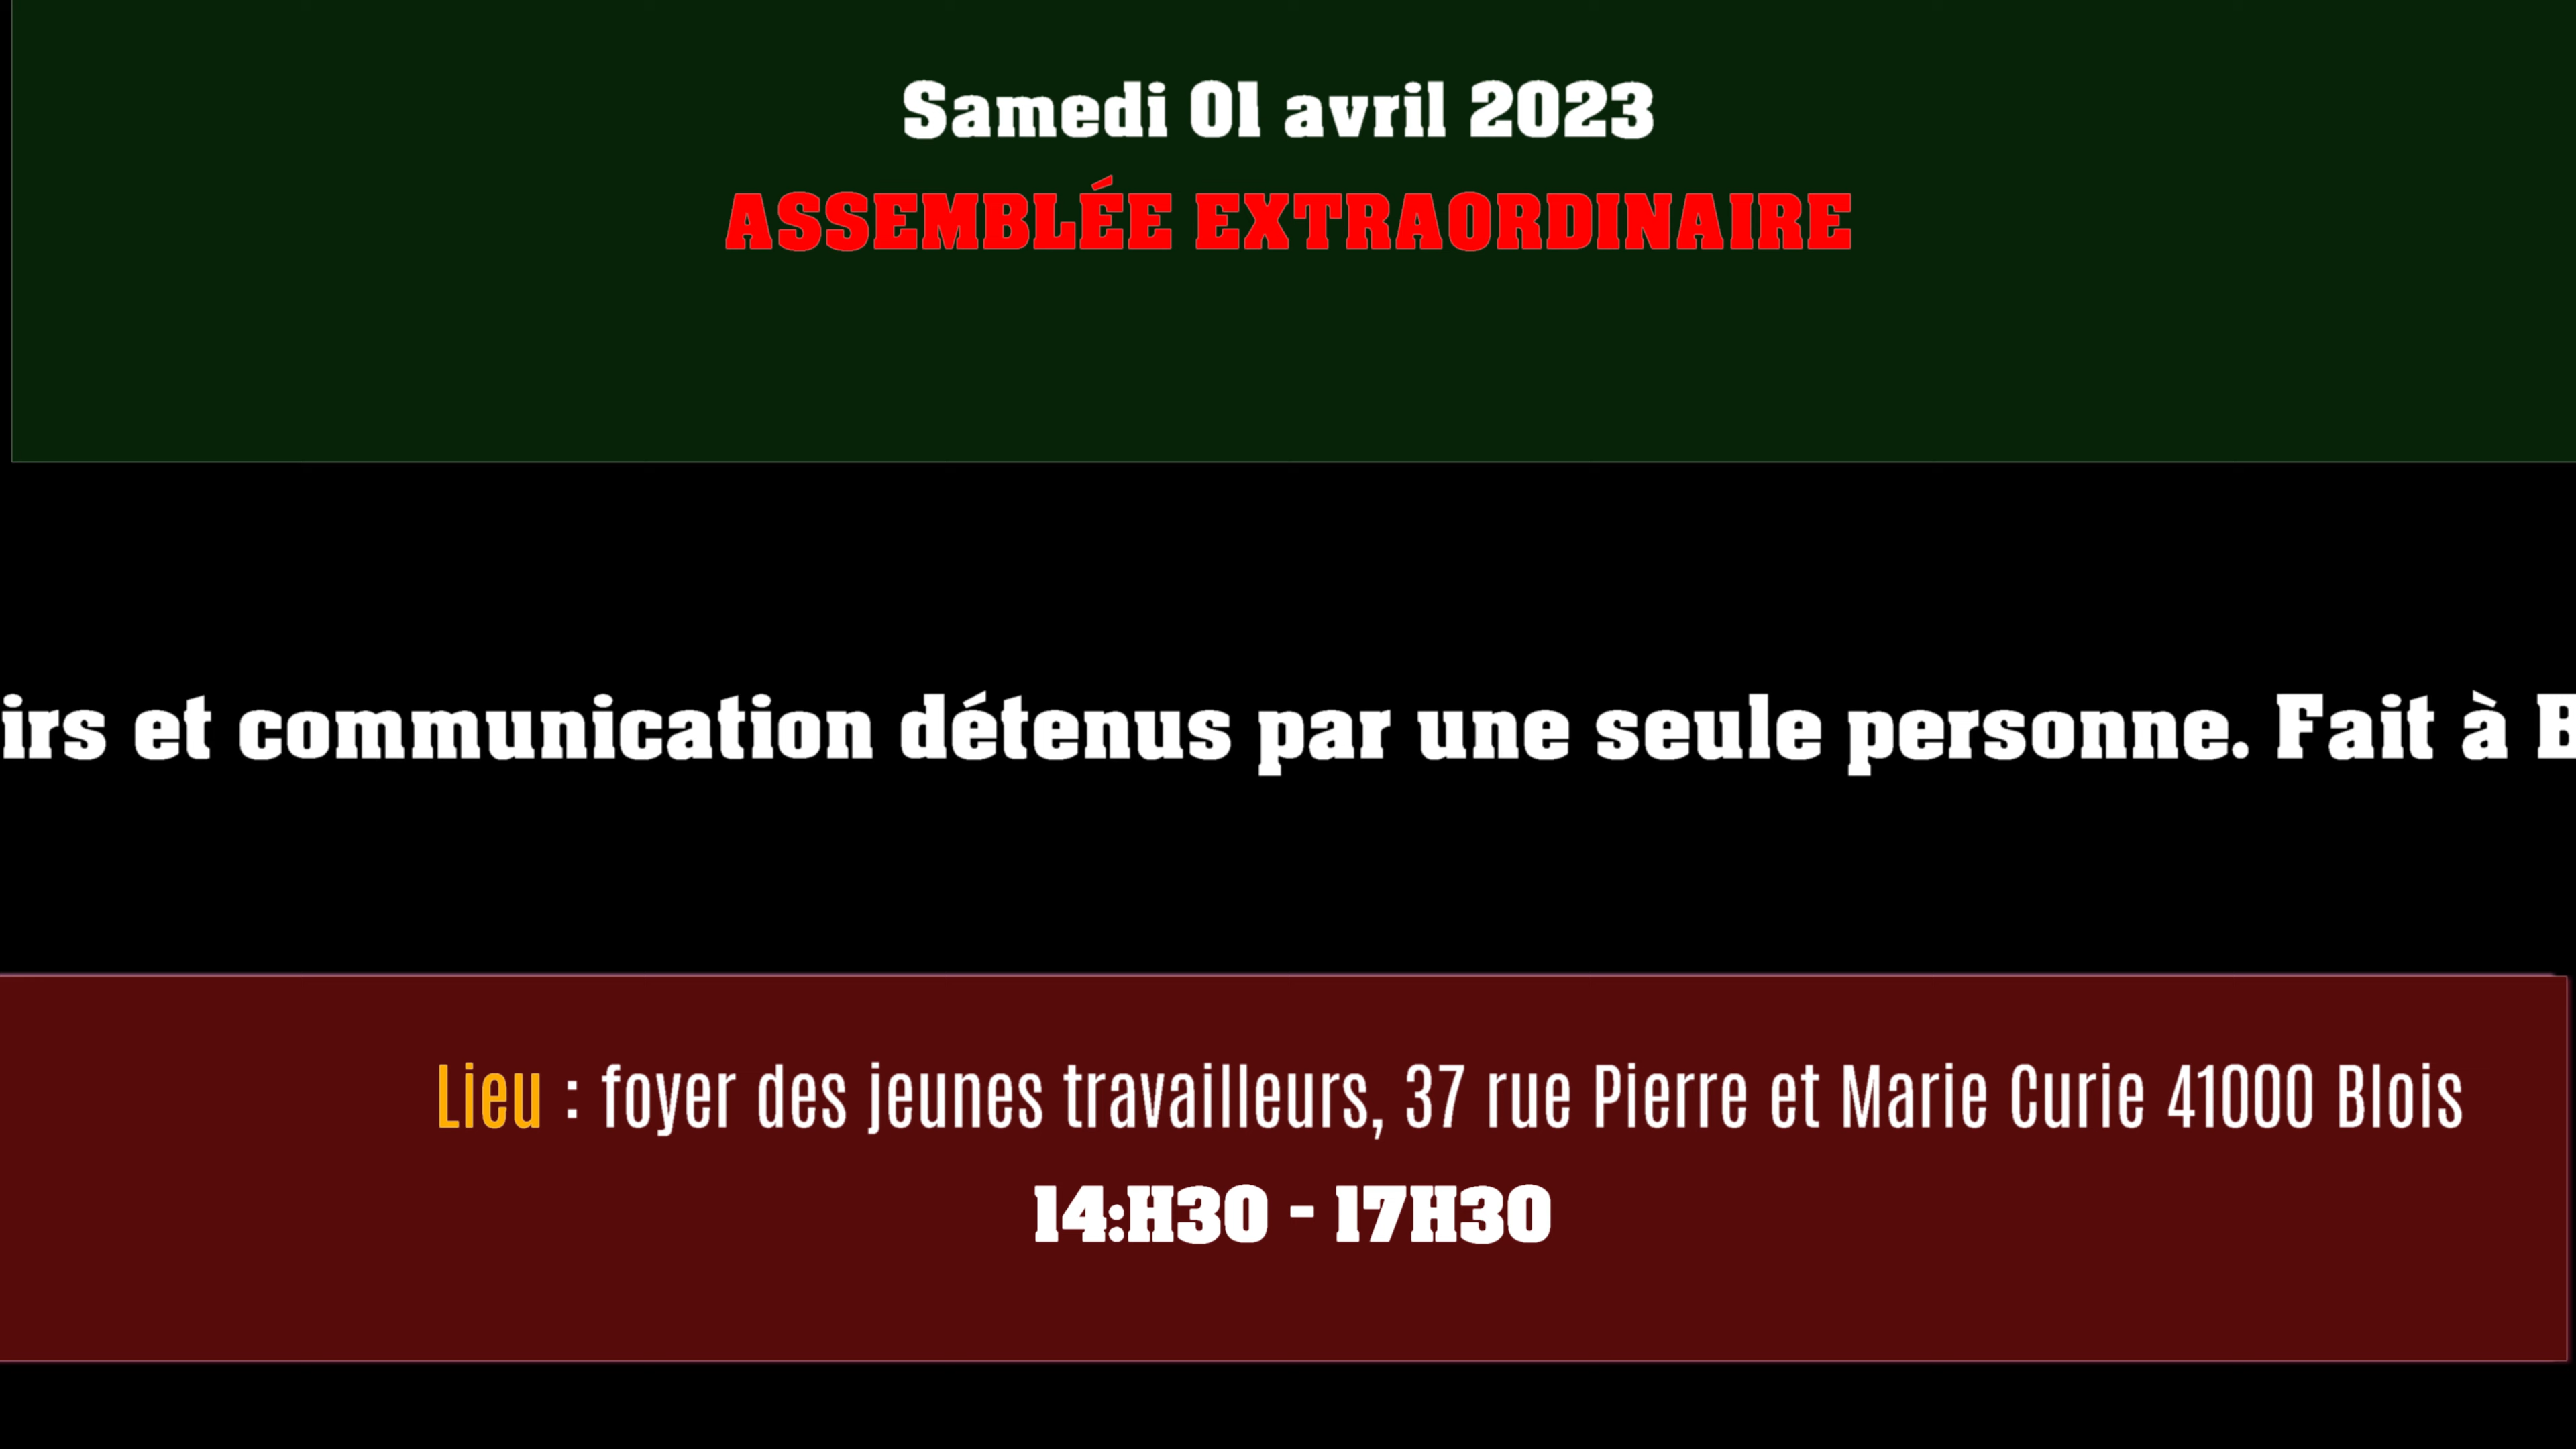 Samedi 01 avril 2023
ASSEMBLÉE EXTRAORDINAIRE
et communication détenus par une seule personne. Fait à
Lieu : foyer des jeunes travailleurs, 37 rue Pierre et Marie Curie 41000 Blois
14:H30 - 17H30